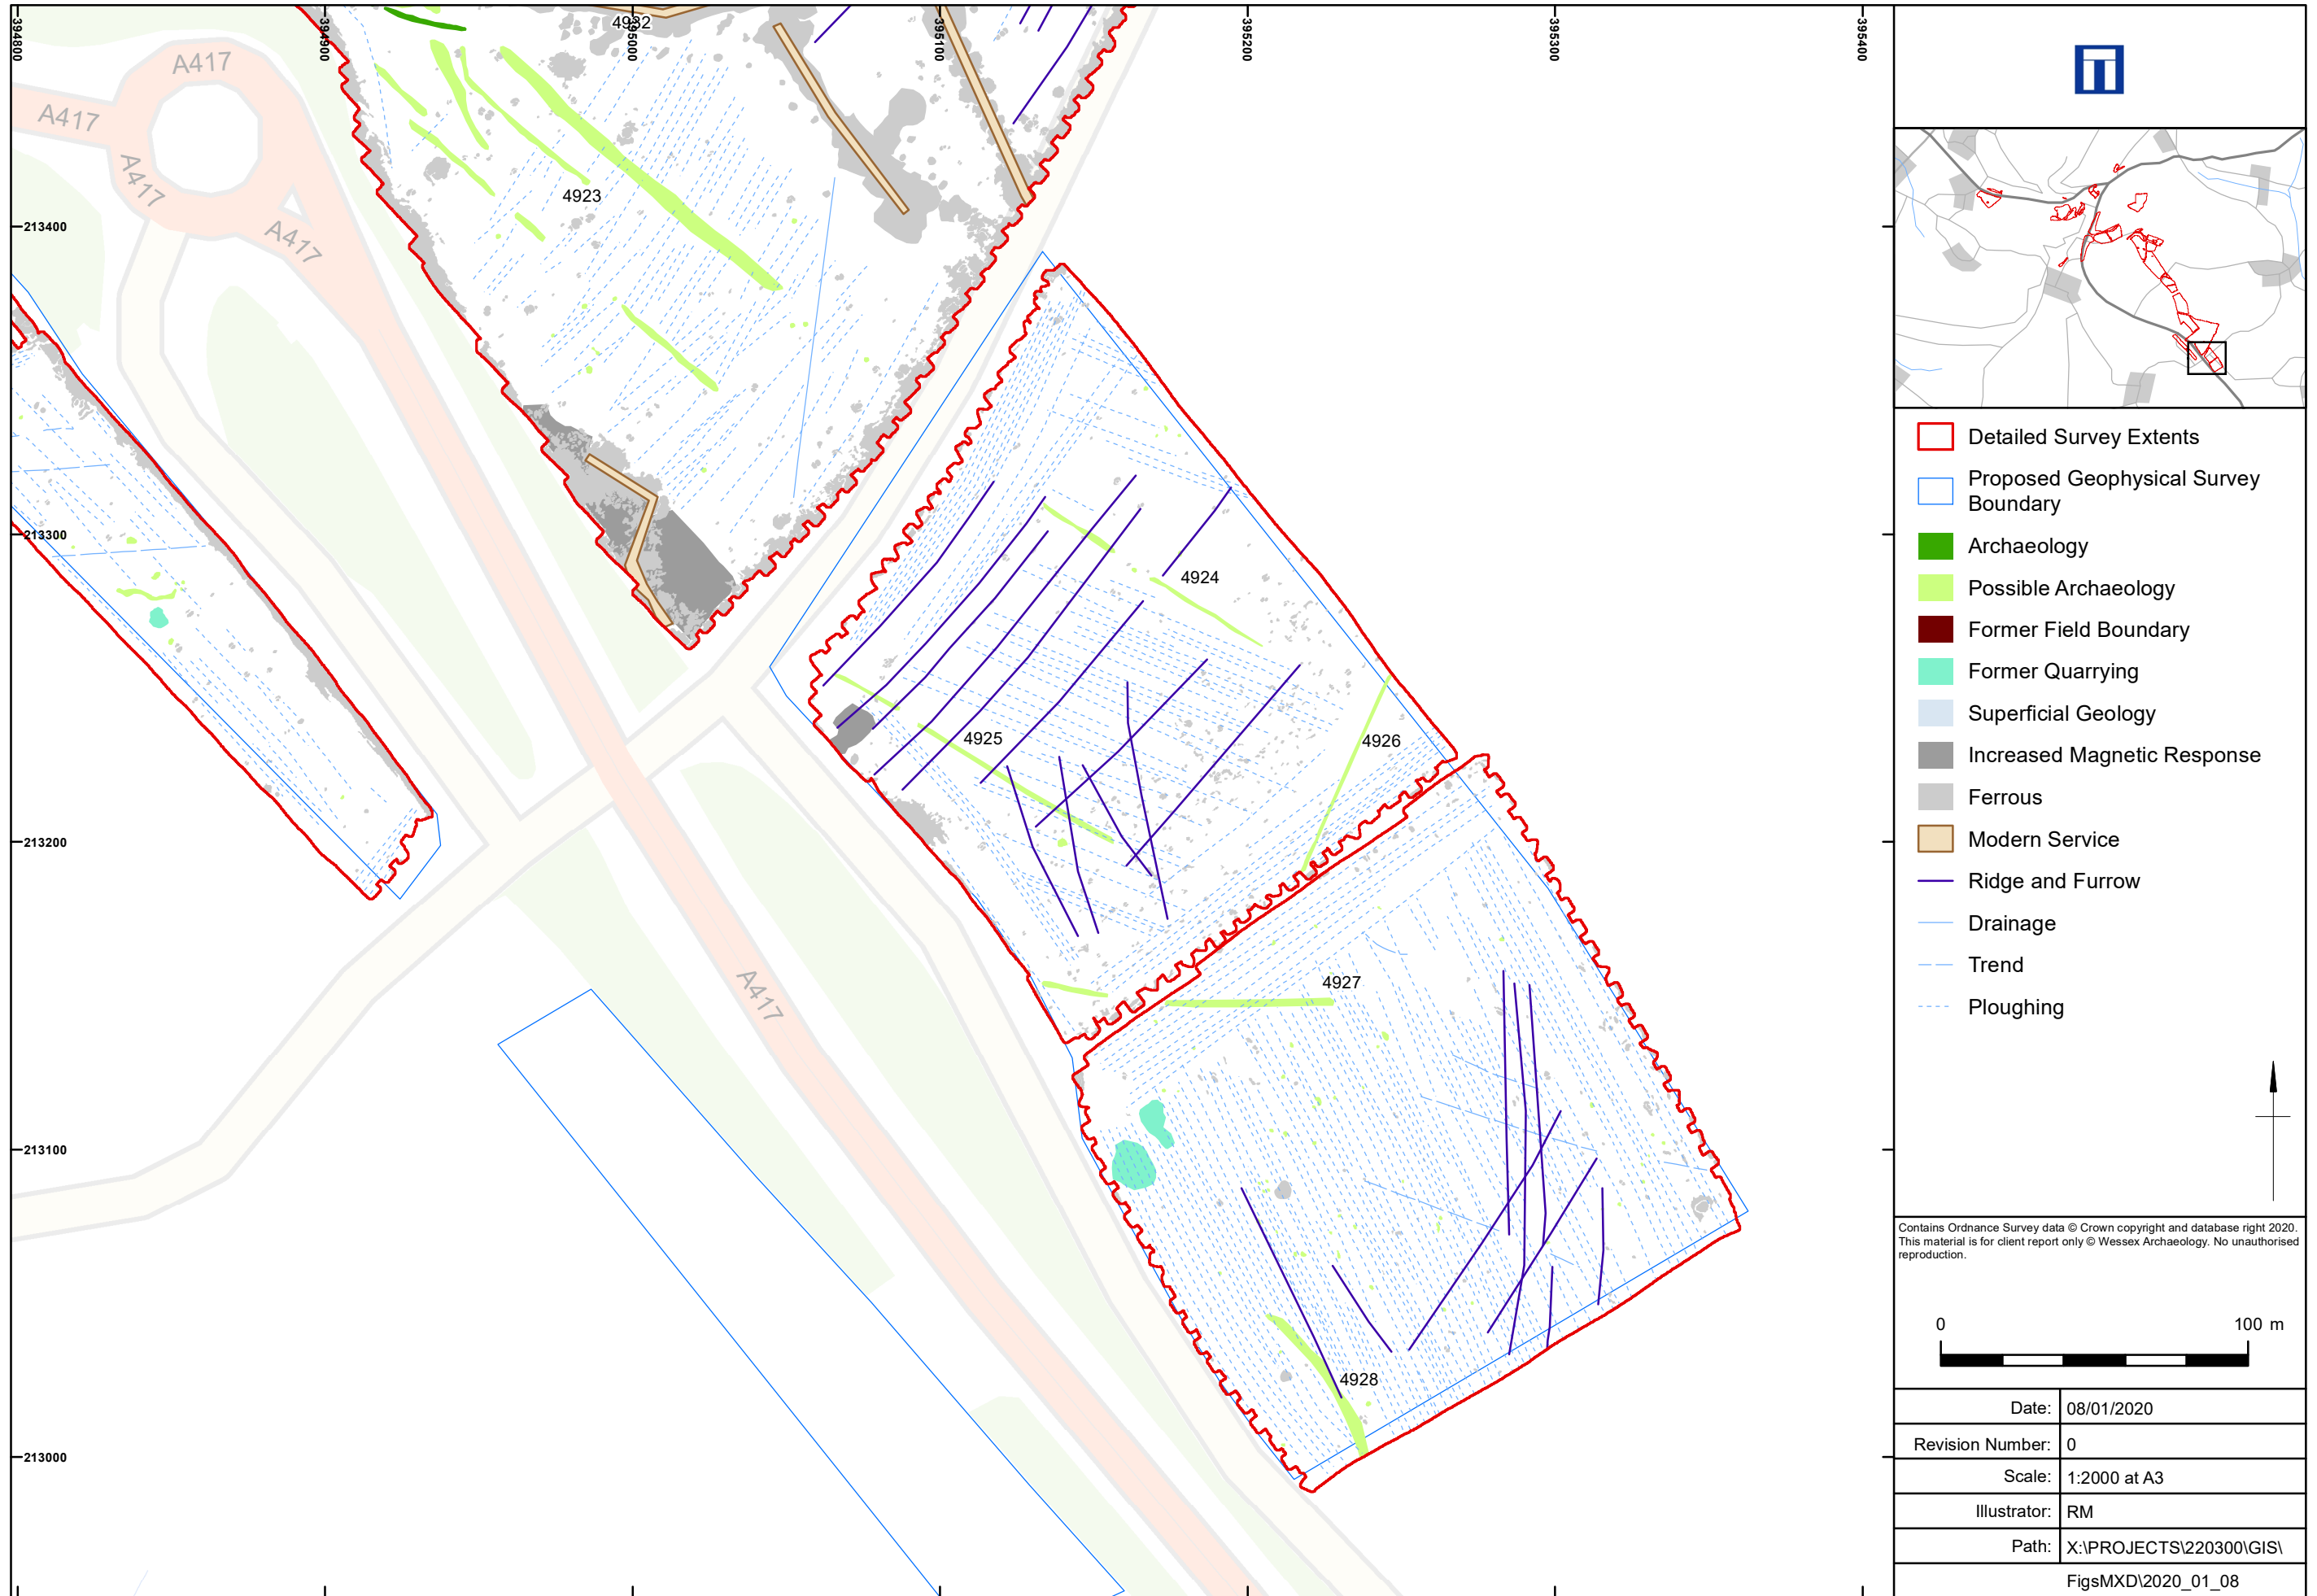 394800
394900
395000
395100
395200
395300
395400
4932
A417
A417
A417
A417
4923
213400
213300
4924
4925
4926
213200
4927
A417
213100
4928
213000
Detailed Survey Extents
Proposed Geophysical Survey
Boundary
Archaeology
Possible Archaeology
Former Field Boundary
Former Quarrying
Superficial Geology
Increased Magnetic Response
Ferrous
Modern Service
Ridge and Furrow
Drainage
Trend
Ploughing
Contains Ordnance Survey data © Crown copyright and database right 2020.
This material is for client report only © Wessex Archaeology. No unauthorised
reproduction.
0 100 m
Date: 08/01/2020
Revision Number: 0
Scale: 1:2000 at A3
Illustrator: RM
Path: X:\PROJECTS\220300\GIS\
FigsMXD\2020_01_08